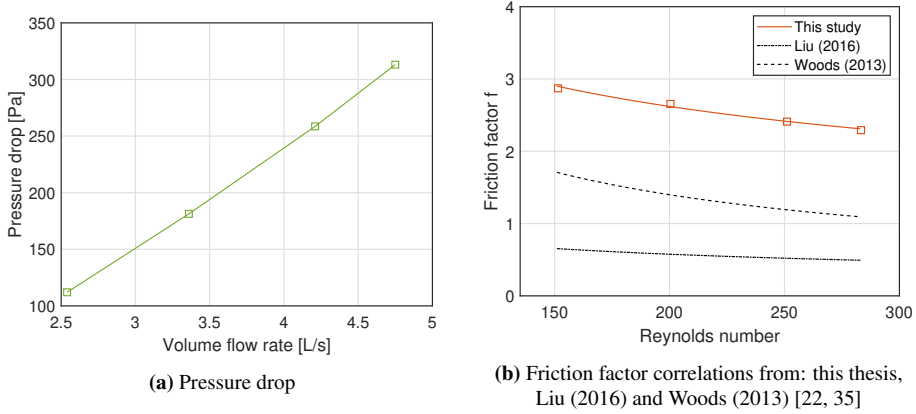 350
300
250
200
150
100
2.5
3
3.5
4
4.5
5
Pressure drop [Pa]
Volume flow rate [L/s]
(a) Pressure drop
4
3
2
1
0
150
200
250
300
Friction factor f
Reynolds number
This study
Liu (2016)
Woods (2013)
(b) Friction factor correlations from: this thesis,
Liu (2016) and Woods (2013) [22, 35]